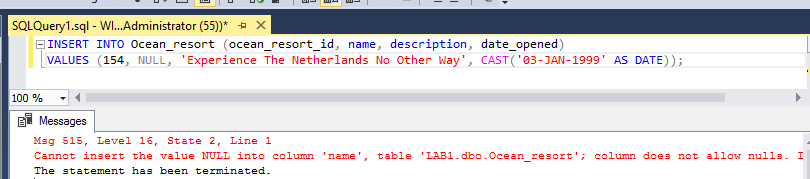 SQLQuery1.sql - WI...Administrator (55))*
INSERT INTO Ocean_resort (ocean_resort_id, name, description, date_opened)
VALUES (154, NULL, 'Experience The Netherlands No Other Way', CAST('03-JAN-1999' AS DATE));
100 %
Messages
Msg 515, Level 16, State 2, Line 1
Cannot insert the value NULL into column 'name', table 'LAB1.dbo.Ocean_resort'; column does not allow nulls.
The statement has been terminated.